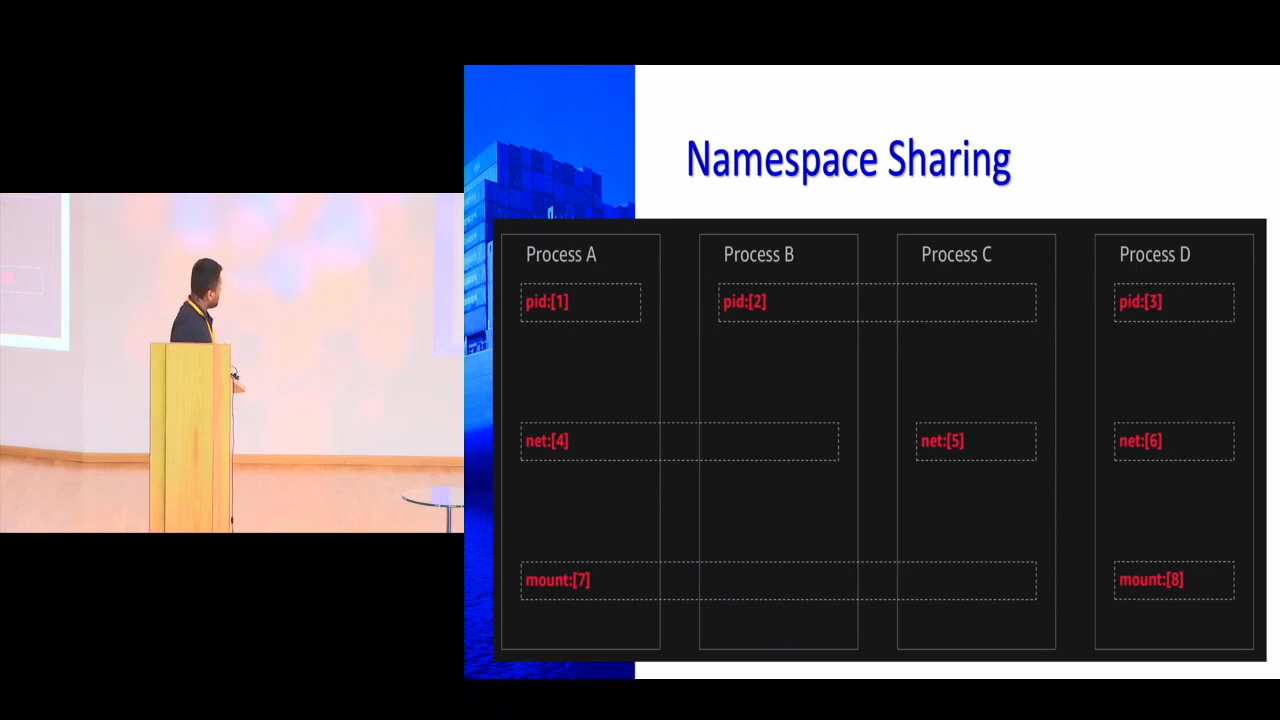 Namespace Sharing
Process A
Process B
Process C
Process D
pid:[1]
pid:[2]
pid:[3]
net:[4]
net:[5]
net:[6]
mount:[7]
mount:[8]